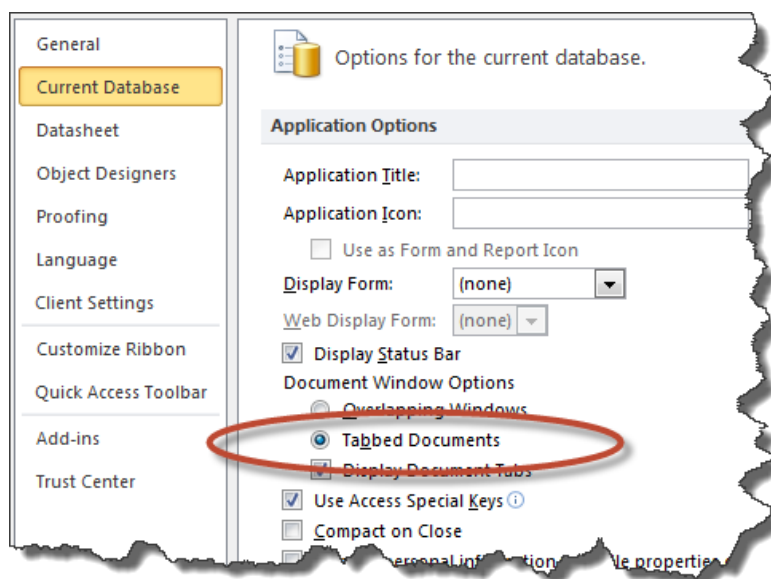 General
Current Database
Datasheet
Object Designers
Proofing
Language
Client Settings
Customize Ribbon
Quick Access Toolbar
Add-ins
Trust Center
Options for the current database.
Application Options
Application Title:
Application Icon:
Use as Form and Report Icon
Display Form: (none)
Web Display Form: (none)
Display Status Bar
Document Window Options
Overlapping Windows
Tabbed Documents
Display Document Tabs
Use Access Special Keys
Compact on Close
personal information properties